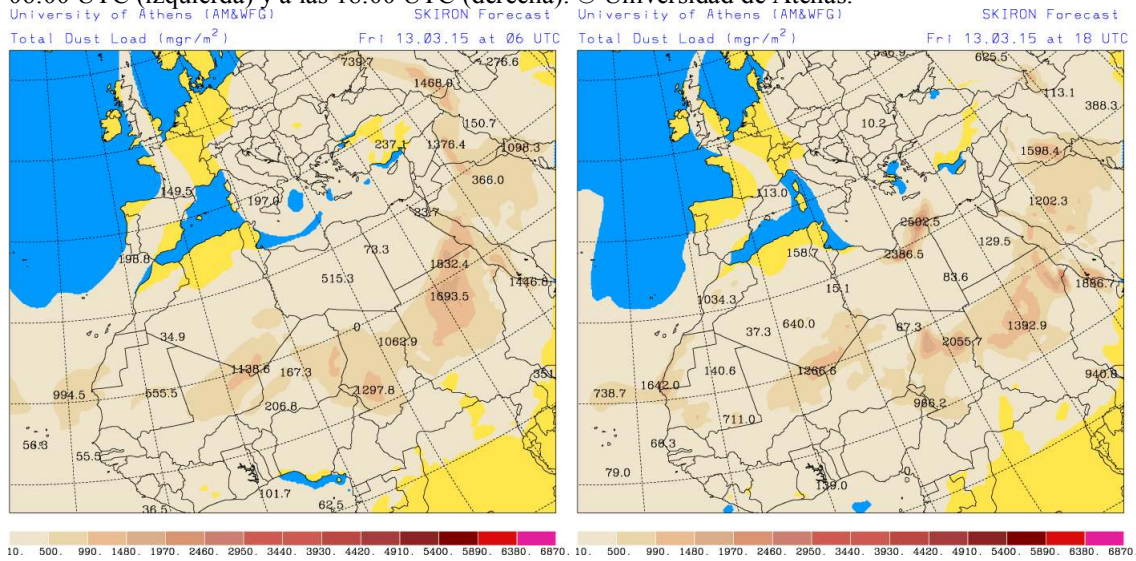 UTC (izquierda) y a las 18:00 UTC (derecha). © Universidad de Atenas.
University of Athens (AM&WFG) SKIRON Forecast
Total Dust Load (mgr/m²) Fri 13.03.15 at 06 UTC
739.7 276.6
1468.0
150.7
237.1 1376.4 1098.3
366.0
149.5 197.0
23.7
198.8 73.3
515.3 1832.4
1693.5 1446.8
0
34.9 1062.9
1138.6 167.3
994.5 555.5 1297.8 351
206.8
56.3
55.5
101.7
36.5 62.5
10. 500. 990. 1480. 1970. 2460. 2950. 3440. 3930. 4420. 4910. 5400. 5890. 6380. 6870.
University of Athens (AM&WFG) SKIRON Forecast
Total Dust Load (mgr/m²) Fri 13.03.15 at 18 UTC
625.5
113.1
388.3
10.2
1598.4
113.0 1202.3
2502.5
158.7 2386.5 129.5
83.6
15.1 1886.7
1034.3
37.3 640.0 67.3 1392.9
2055.7
140.6 1266.6 940.8
738.7 1642.0
711.0 966.2
66.3
79.0 0
139.0
10. 500. 990. 1480. 1970. 2460. 2950. 3440. 3930. 4420. 4910. 5400. 5890. 6380. 6870.